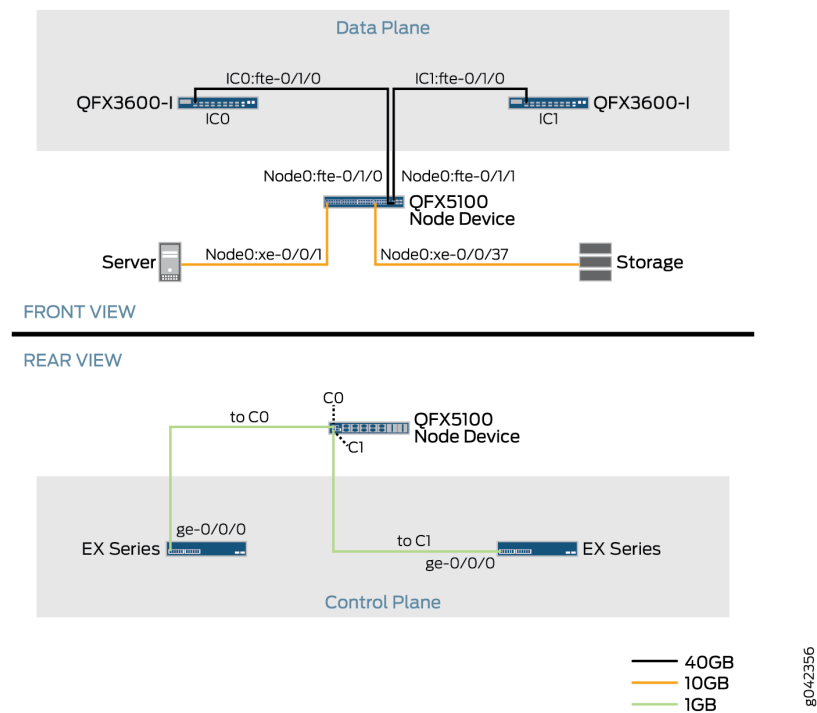 Data Plane
IC0:fte-0/1/0
IC1:fte-0/1/0
QFX3600-I
IC0
IC1
QFX3600-I
Node0:fte-0/1/0
Node0:fte-0/1/1
QFX5100
Node Device
Server
Node0:xe-0/0/1
Node0:xe-0/0/37
Storage
FRONT VIEW
REAR VIEW
C0
to C0
QFX5100
Node Device
C1
ge-0/0/0
EX Series
to C1
ge-0/0/0
EX Series
Control Plane
40GB
10GB
1GB
g042356